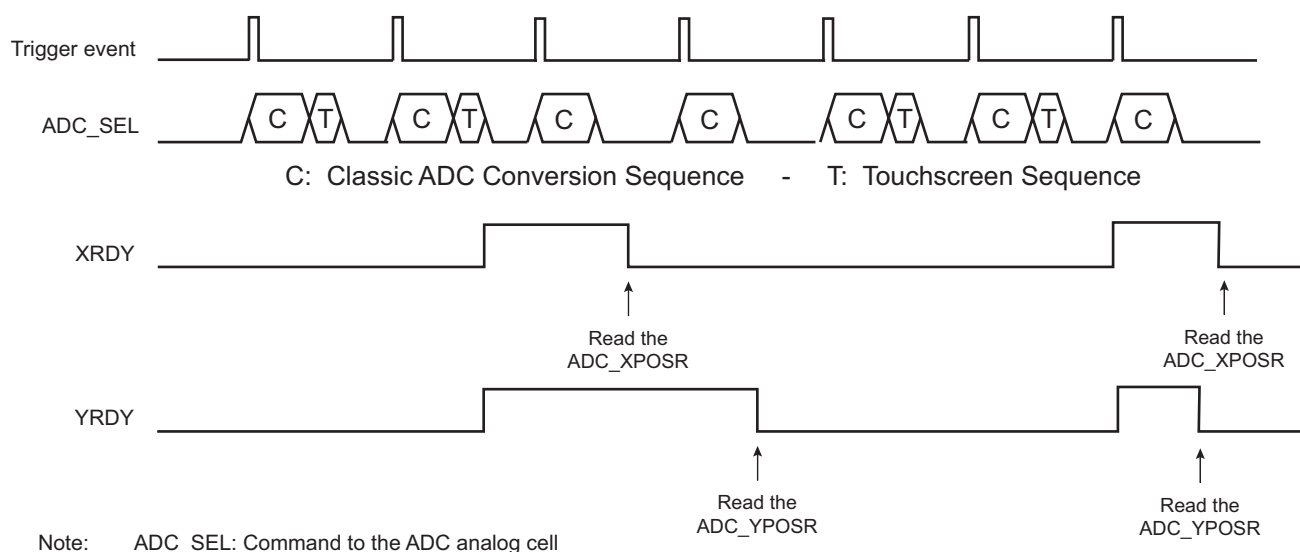 Trigger event
ADC_SEL
C T C T C C C T C T C
C: Classic ADC Conversion Sequence - T: Touchscreen Sequence
XRDY
Read the
ADC_XPOSR
Read the
ADC_XPOSR
YRDY
Read the
ADC_YPOSR
Read the
ADC_YPOSR
Note: ADC_SEL: Command to the ADC analog cell